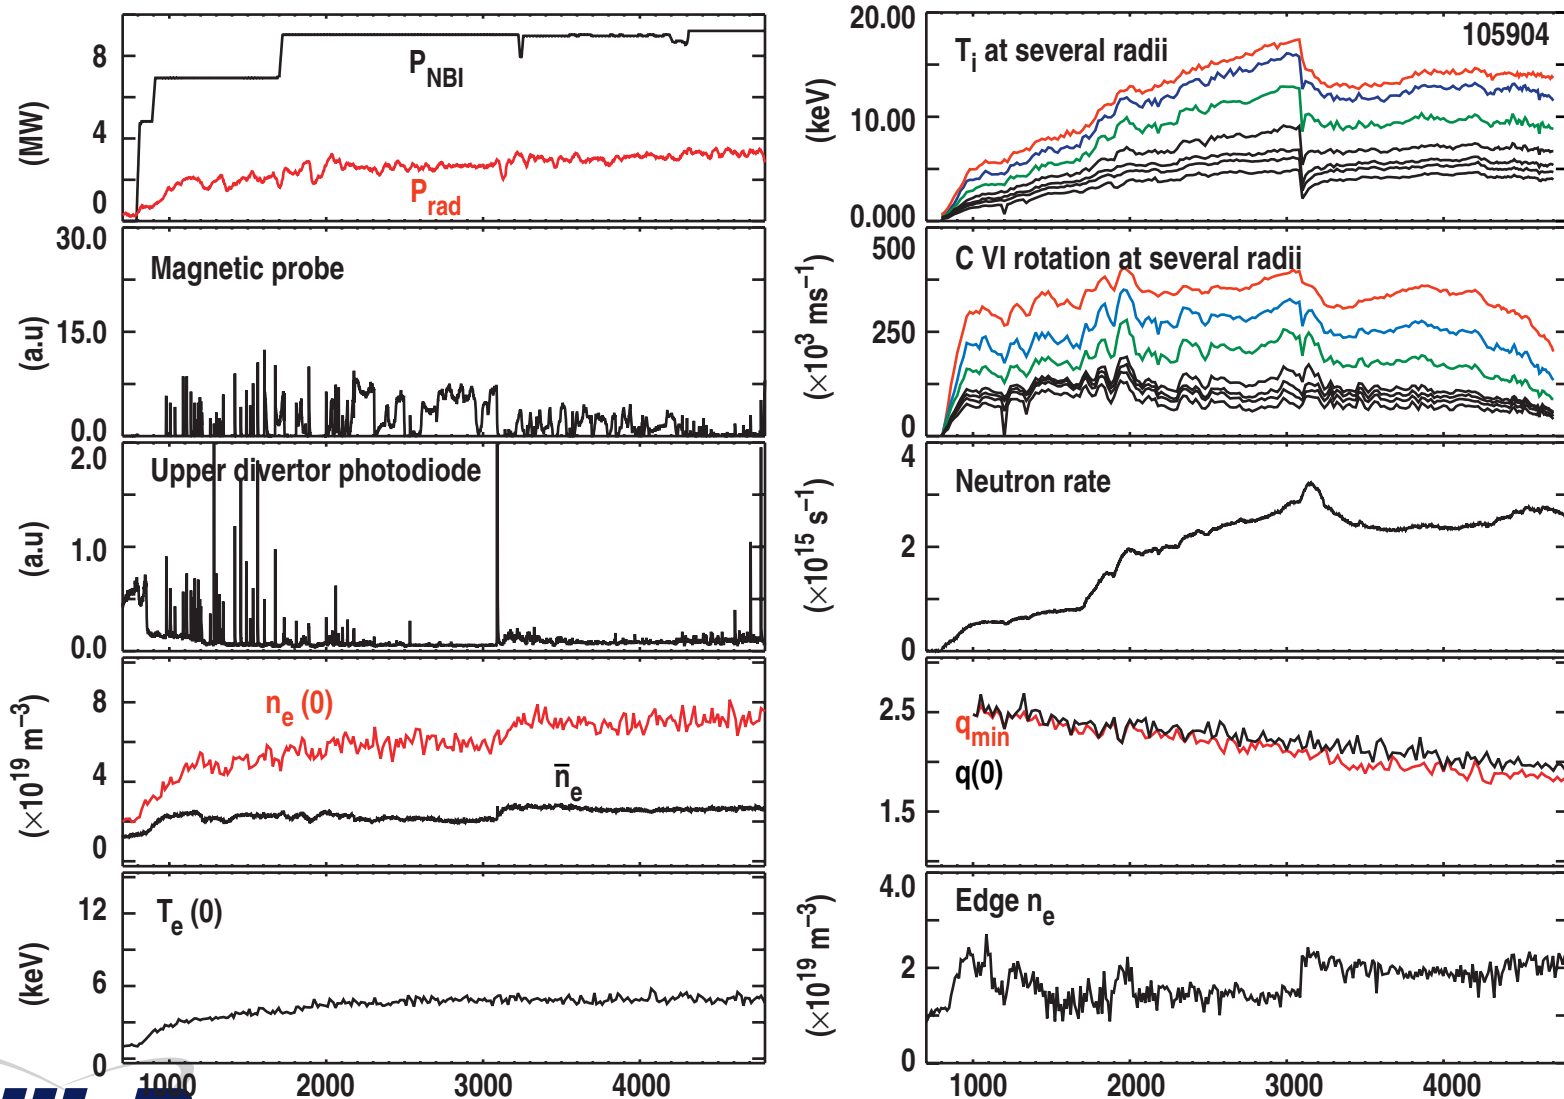 8
4
0
(MW)
P_NBI
P_rad
30.0
15.0
0.0
(a.u)
Magnetic probe
2.0
1.0
0.0
(a.u)
Upper divertor photodiode
8
4
0
(×10^19 m^−3)
n_e (0)
n̅_e
12
6
0
(keV)
T_e (0)
1000 2000 3000 4000
20.00
10.00
0.000
(keV)
T_i at several radii
105904
500
250
0
(×10^3 ms^−1)
C VI rotation at several radii
4
2
0
(×10^15 s^−1)
Neutron rate
2.5
1.5
q_min
q(0)
4.0
2
0
(×10^19 m^−3)
Edge n_e
1000 2000 3000 4000